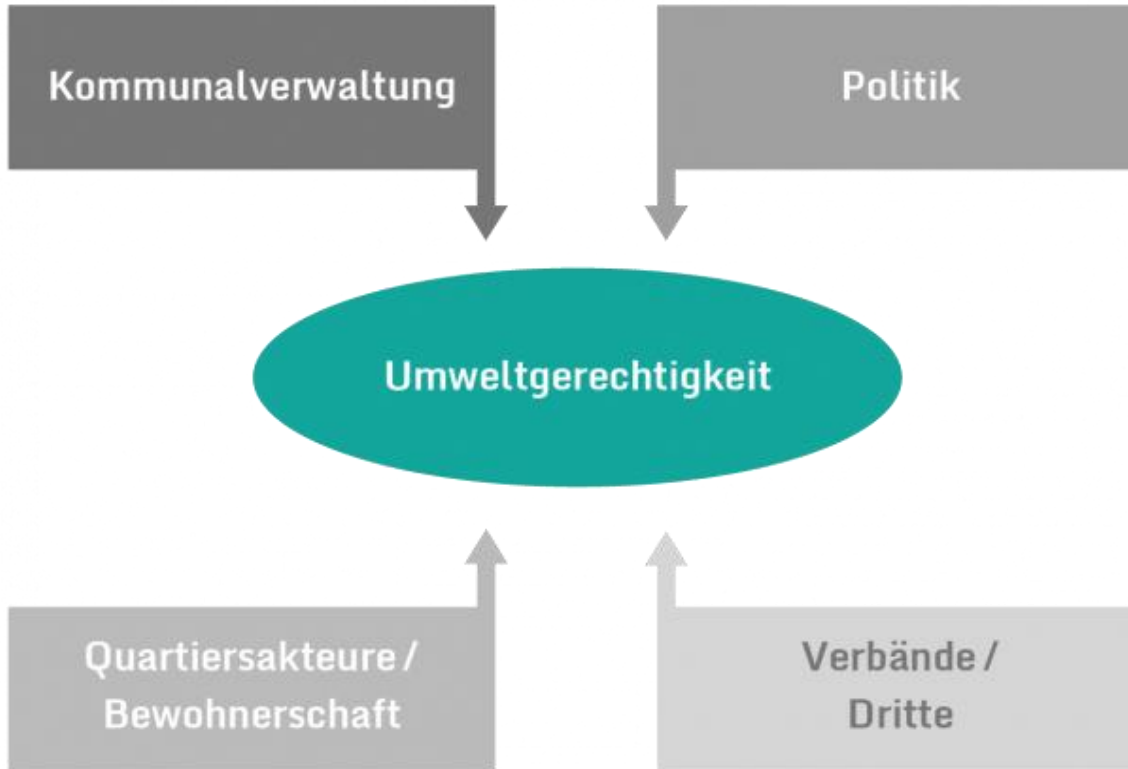 Kommunalverwaltung
Politik
Umweltgerechtigkeit
Quartiersakteure /
Bewohnerschaft
Verbände /
Dritte